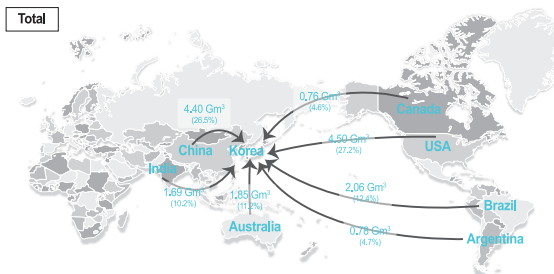 Total
4.40 Gm³
(26.5%)
0.76 Gm³
(4.6%)
Canada
China
Korea
4.50 Gm³
(27.2%)
USA
India
1.69 Gm³
(10.2%)
1.85 Gm³
(11.2%)
2.06 Gm³
(12.4%)
Brazil
Australia
0.78 Gm³
(4.7%)
Argentina